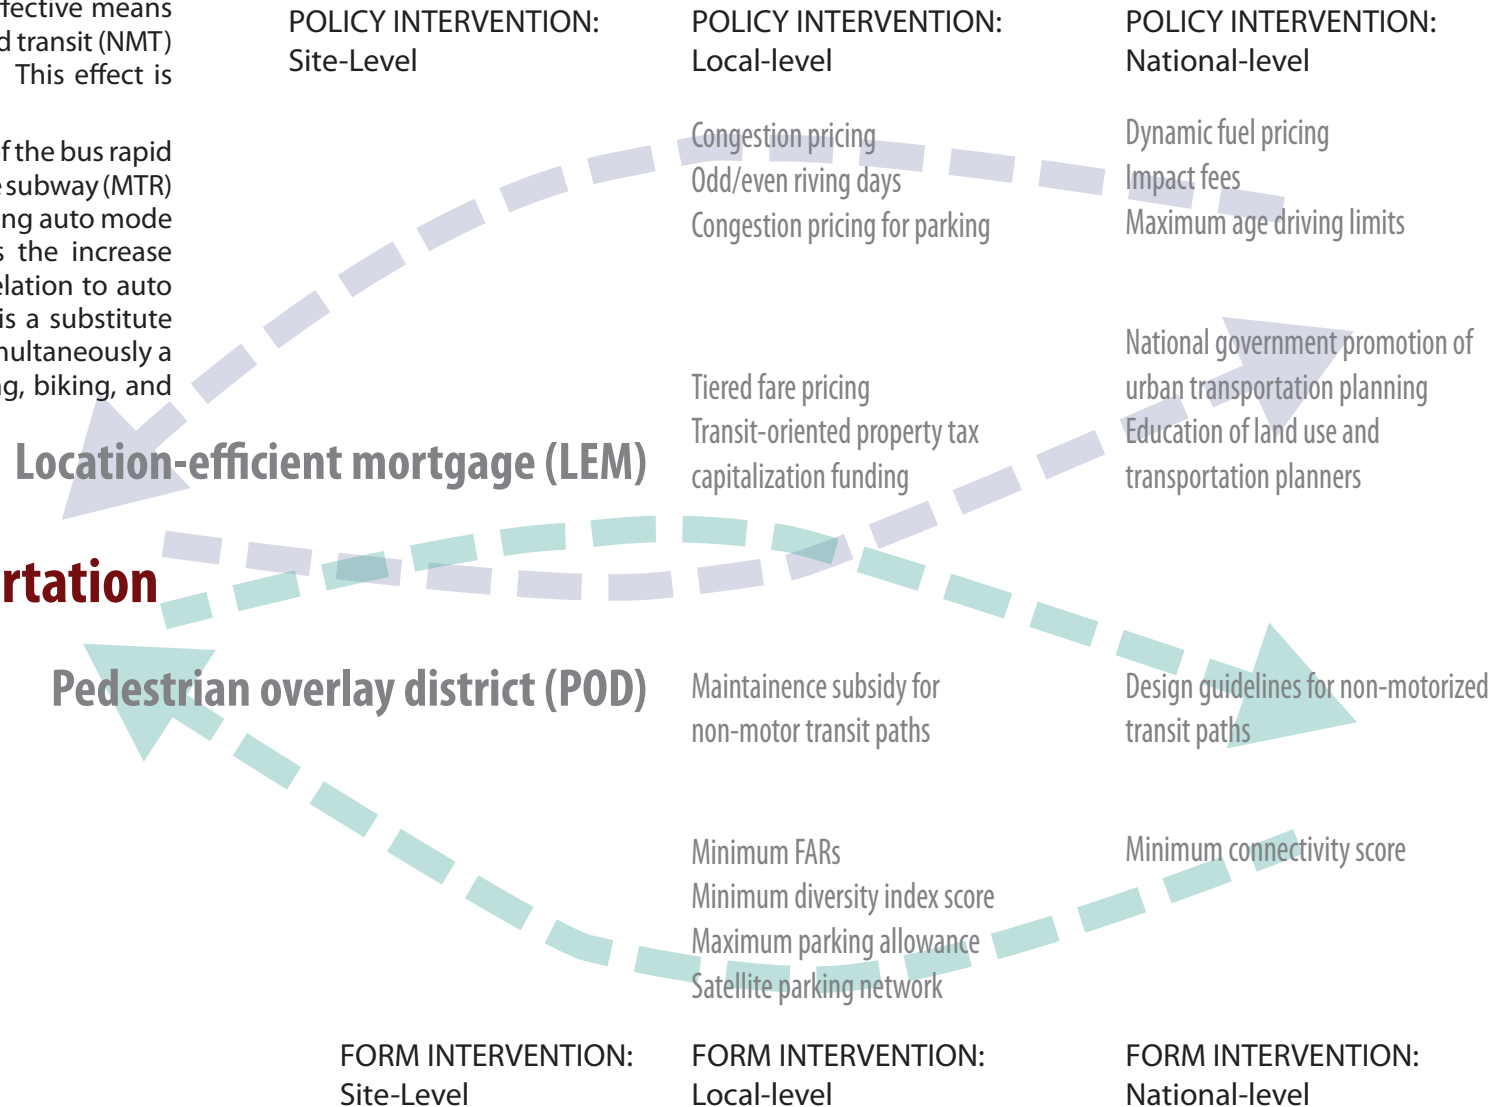 ffective means
d transit (NMT)
This effect is
of the bus rapid
e subway (MTR)
ing auto mode
s the increase
elation to auto
is a substitute
multaneously a
ng, biking, and
POLICY INTERVENTION:
Site-Level
POLICY INTERVENTION:
Local-level
POLICY INTERVENTION:
National-level
Congestion pricing
Odd/even riving days
Congestion pricing for parking
Dynamic fuel pricing
Impact fees
Maximum age driving limits
Location-efficient mortgage (LEM)
Tiered fare pricing
Transit-oriented property tax
capitalization funding
National government promotion of
urban transportation planning
Education of land use and
transportation planners
rtation
Pedestrian overlay district (POD)
Maintainence subsidy for
non-motor transit paths
Design guidelines for non-motorized
transit paths
Minimum FARs
Minimum diversity index score
Maximum parking allowance
Satellite parking network
Minimum connectivity score
FORM INTERVENTION:
Site-Level
FORM INTERVENTION:
Local-level
FORM INTERVENTION:
National-level